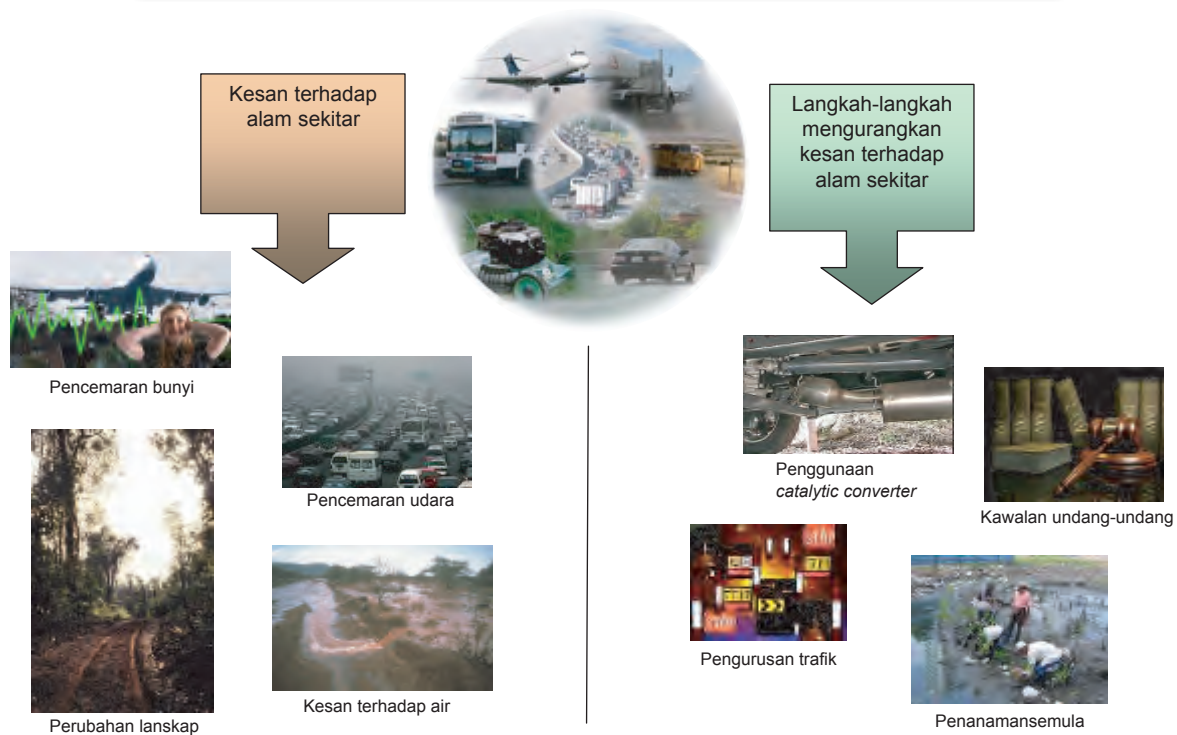 Kesan terhadap
alam sekitar
Langkah-langkah
mengurangkan
kesan terhadap
alam sekitar
Pencemaran bunyi
Pencemaran udara
Perubahan lanskap
Kesan terhadap air
Penggunaan
catalytic converter
Kawalan undang-undang
STOP
Pengurusan trafik
Penanamansemula